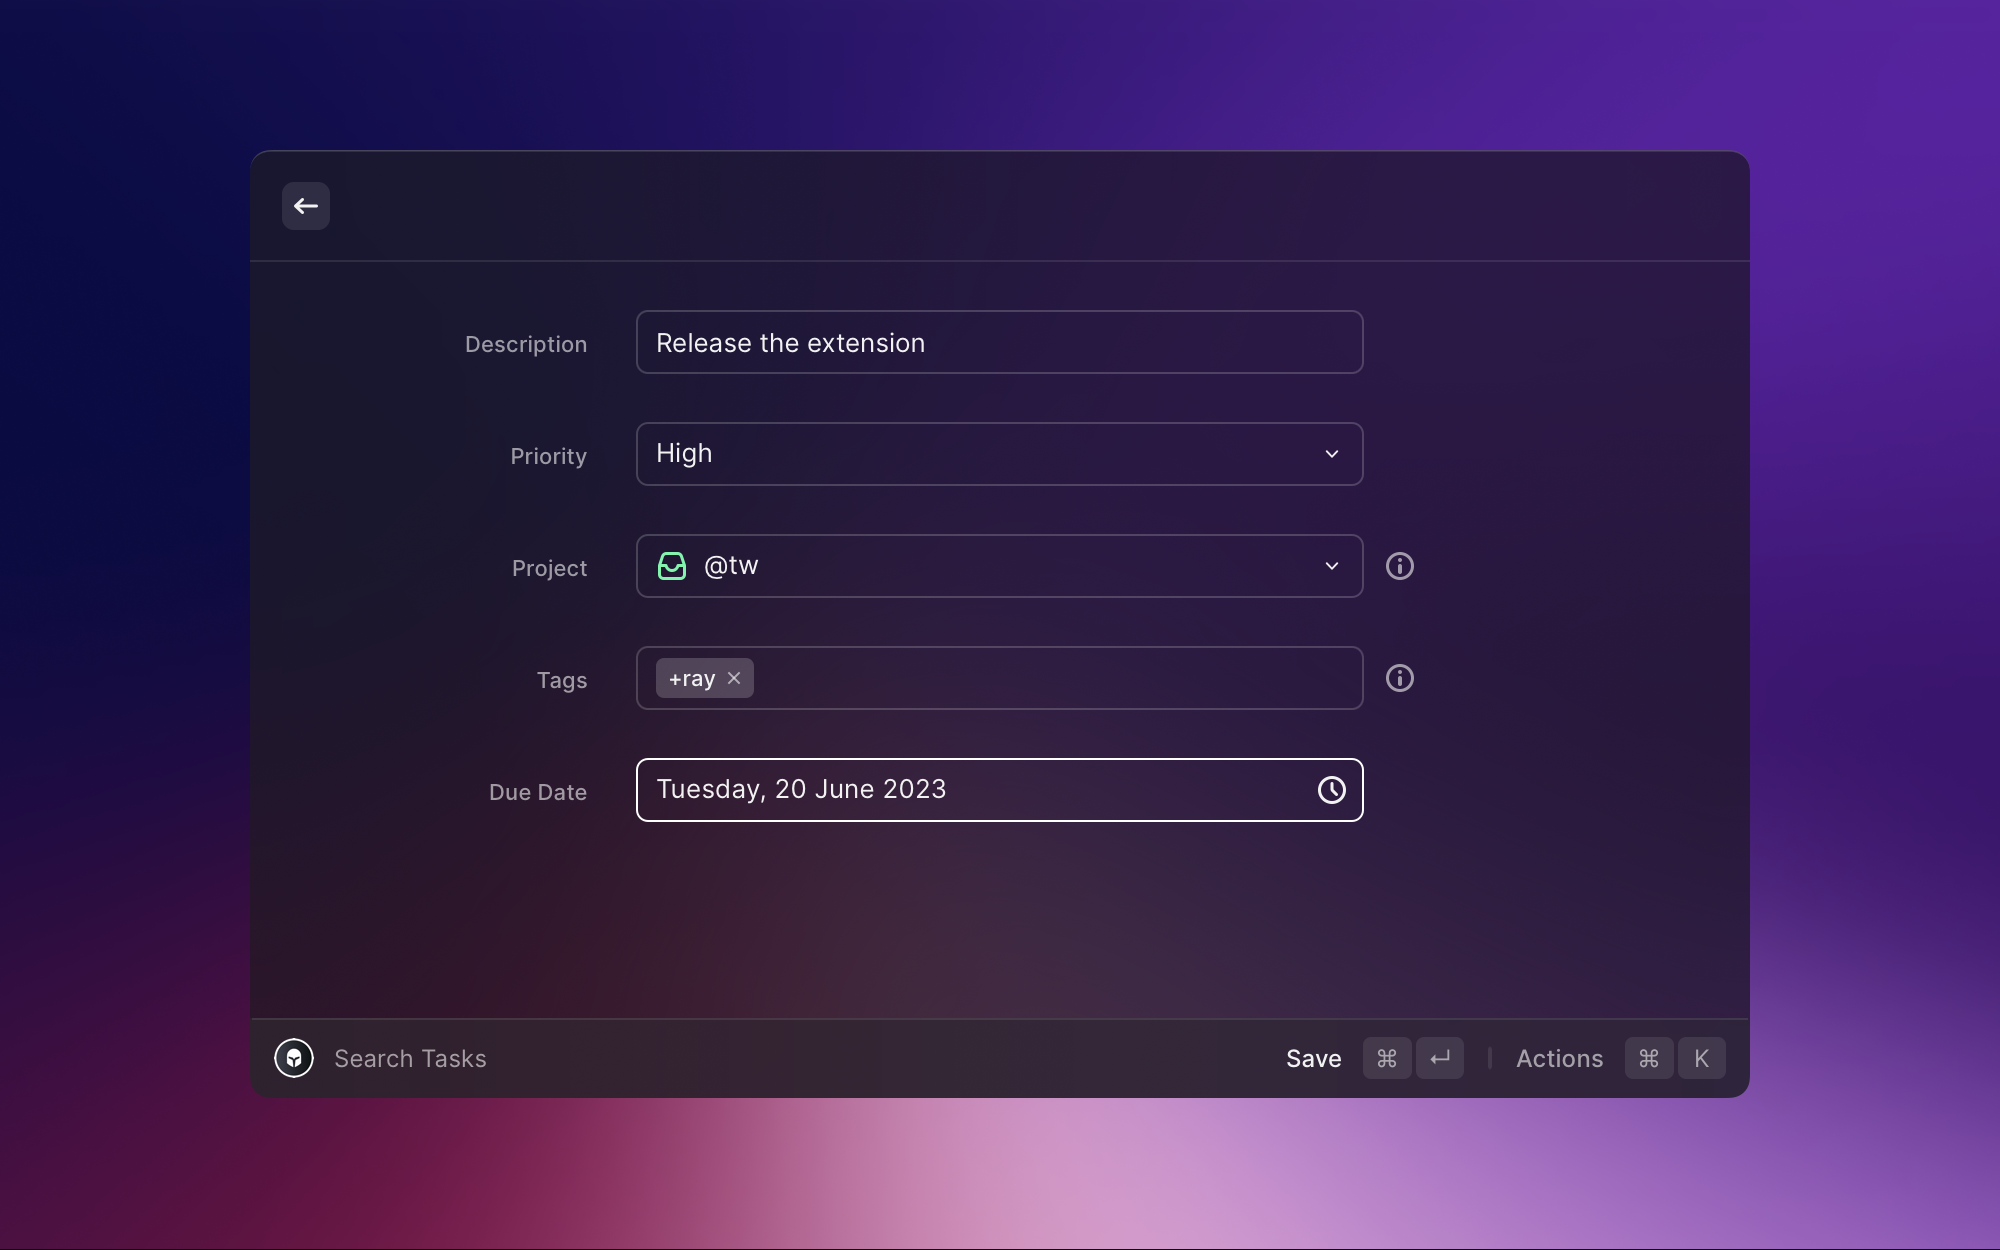 Description
Release the extension
Priority
High
Project
@tw
Tags
+ray
Due Date
Tuesday, 20 June 2023
Search Tasks
Save ⌘ ↵ | Actions ⌘ K